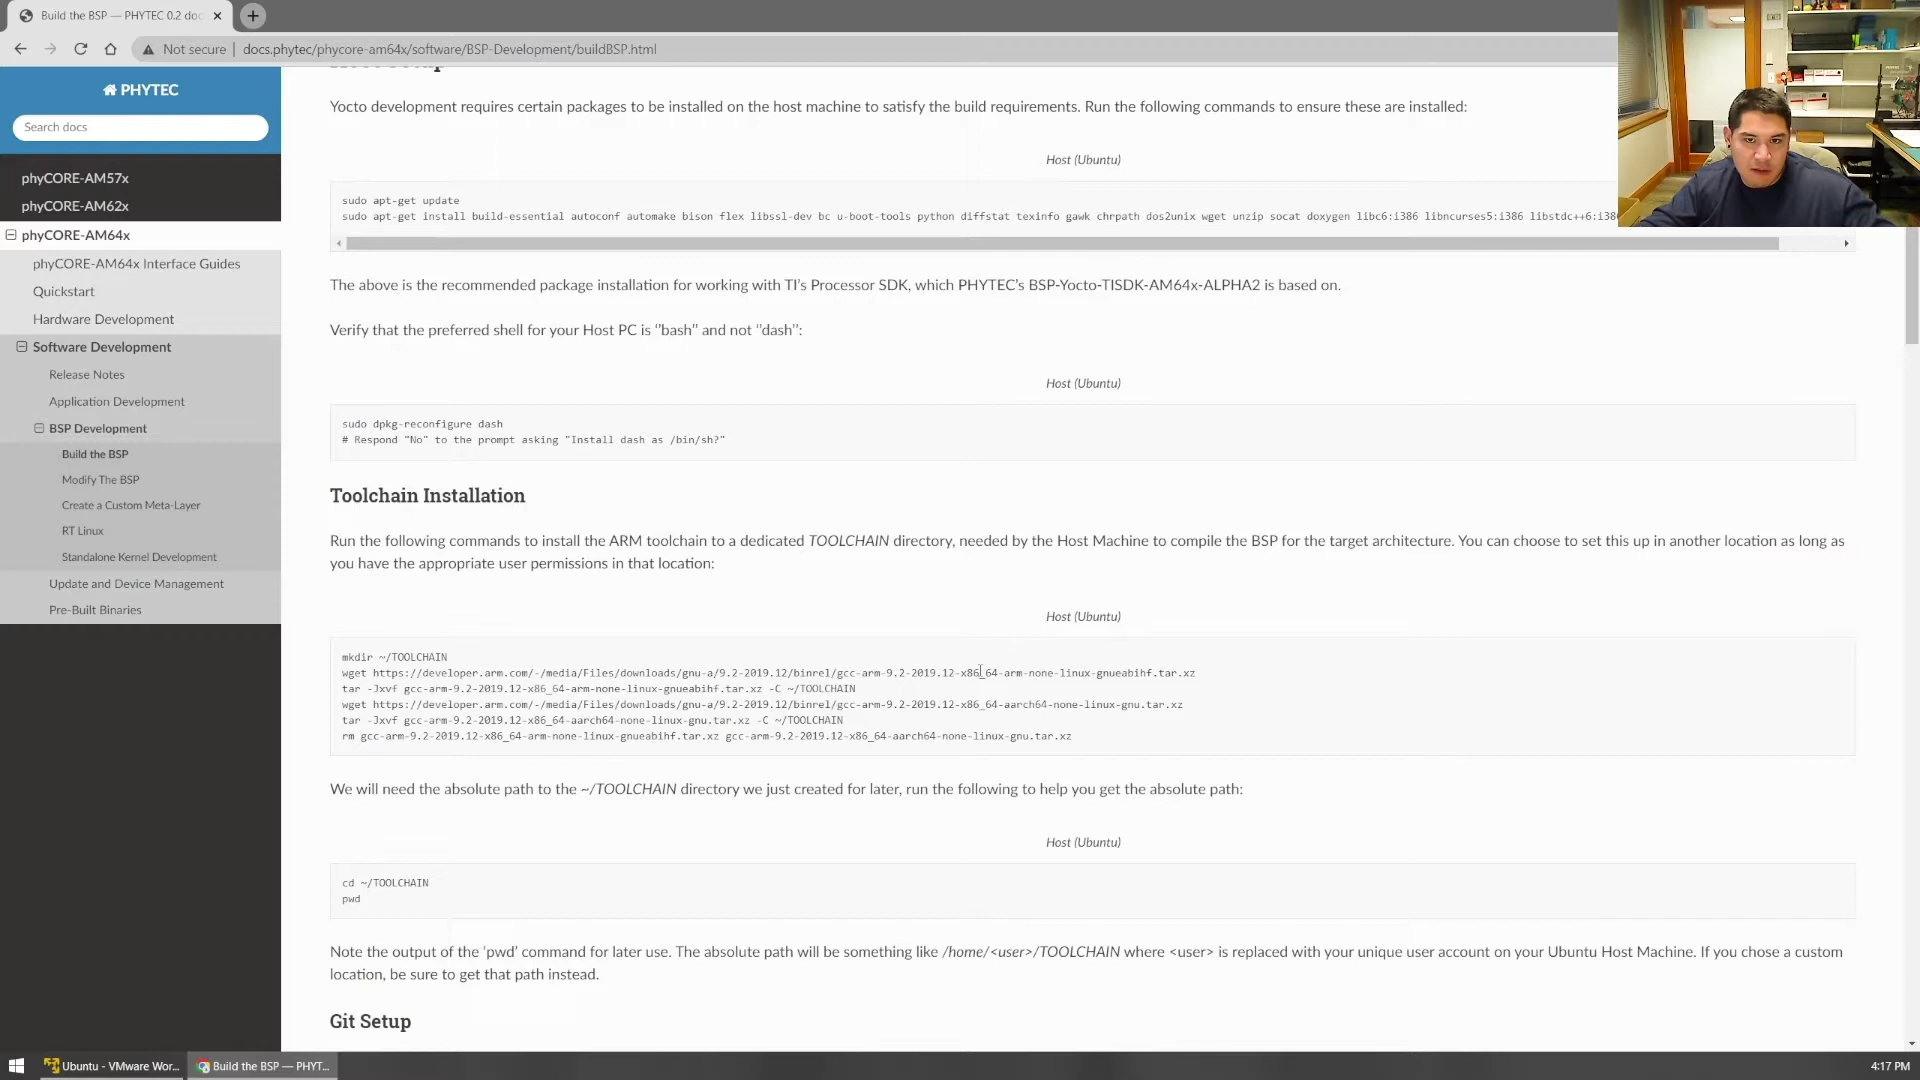 Build the BSP — PHYTEC 0.2 doc
Not secure
docs.phytec/phycore-am64x/software/BSP-Development/buildBSP.html
PHYTEC
Search docs
phyCORE-AM57x
phyCORE-AM62x
phyCORE-AM64x
phyCORE-AM64x Interface Guides
Quickstart
Hardware Development
Software Development
Release Notes
Application Development
BSP Development
Build the BSP
Modify The BSP
Create a Custom Meta-Layer
RT Linux
Standalone Kernel Development
Update and Device Management
Pre-Built Binaries
Yocto development requires certain packages to be installed on the host machine to satisfy the build requirements. Run the following commands to ensure these are installed:
Host (Ubuntu)
sudo apt-get update
sudo apt-get install build-essential autoconf automake bison flex libssl-dev bc u-boot-tools python diffstat texinfo gawk chrpath dos2unix wget unzip socat doxygen libc6:i386 libncurses5:i386 libstdc++6:i386
The above is the recommended package installation for working with TI's Processor SDK, which PHYTEC's BSP-Yocto-TISDK-AM64x-ALPHA2 is based on.
Verify that the preferred shell for your Host PC is ''bash'' and not ''dash'':
Host (Ubuntu)
sudo dpkg-reconfigure dash
# Respond "No" to the prompt asking "Install dash as /bin/sh?"
Toolchain Installation
Run the following commands to install the ARM toolchain to a dedicated TOOLCHAIN directory, needed by the Host Machine to compile the BSP for the target architecture. You can choose to set this up in another location as long as
you have the appropriate user permissions in that location:
Host (Ubuntu)
mkdir ~/TOOLCHAIN
wget https://developer.arm.com/-/media/Files/downloads/gnu-a/9.2-2019.12/binrel/gcc-arm-9.2-2019.12-x86_64-arm-none-linux-gnueabihf.tar.xz
tar -Jxvf gcc-arm-9.2-2019.12-x86_64-arm-none-linux-gnueabihf.tar.xz -C ~/TOOLCHAIN
wget https://developer.arm.com/-/media/Files/downloads/gnu-a/9.2-2019.12/binrel/gcc-arm-9.2-2019.12-x86_64-aarch64-none-linux-gnu.tar.xz
tar -Jxvf gcc-arm-9.2-2019.12-x86_64-aarch64-none-linux-gnu.tar.xz -C ~/TOOLCHAIN
rm gcc-arm-9.2-2019.12-x86_64-arm-none-linux-gnueabihf.tar.xz gcc-arm-9.2-2019.12-x86_64-aarch64-none-linux-gnu.tar.xz
We will need the absolute path to the ~/TOOLCHAIN directory we just created for later, run the following to help you get the absolute path:
Host (Ubuntu)
cd ~/TOOLCHAIN
pwd
Note the output of the 'pwd' command for later use. The absolute path will be something like /home/<user>/TOOLCHAIN where <user> is replaced with your unique user account on your Ubuntu Host Machine. If you chose a custom
location, be sure to get that path instead.
Git Setup
Ubuntu - VMware Wor...
Build the BSP — PHYT...
4:17 PM